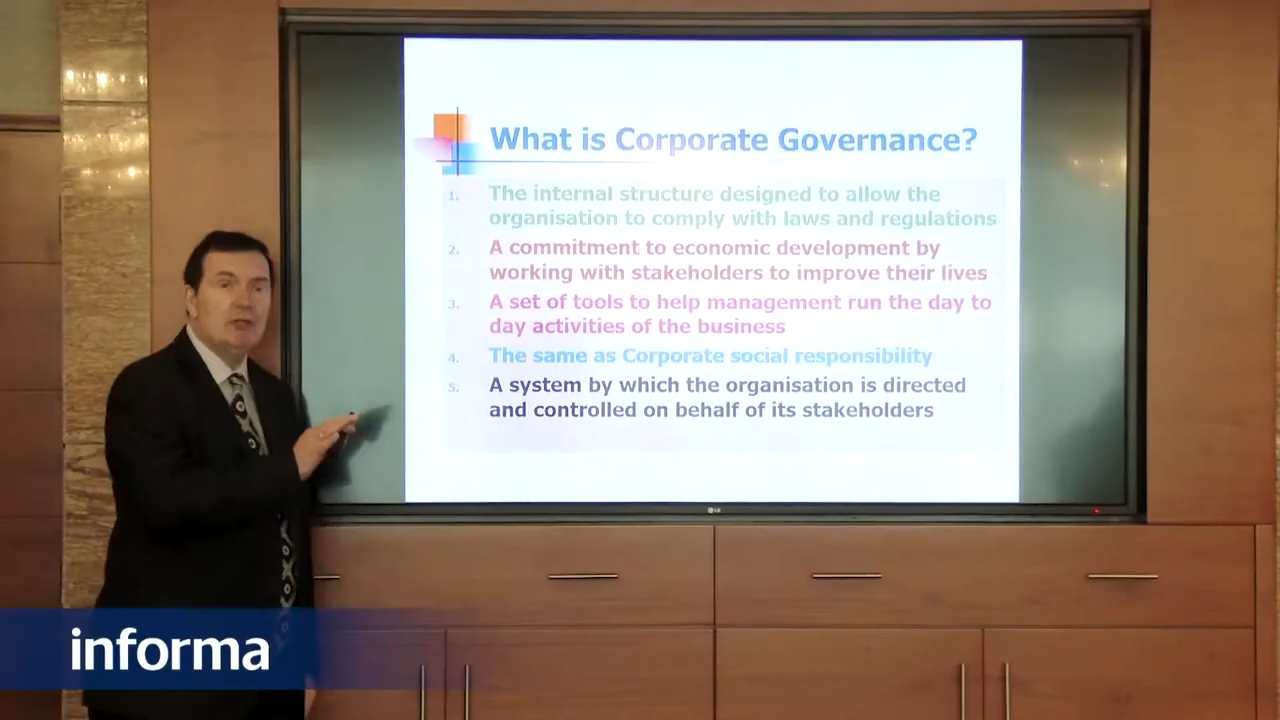 What is Corporate Governance?
1. The internal structure designed to allow the
organisation to comply with laws and regulations
2. A commitment to economic development by
working with stakeholders to improve their lives
3. A set of tools to help management run the day to
day activities of the business
4. The same as Corporate social responsibility
5. A system by which the organisation is directed
and controlled on behalf of its stakeholders
LG
informa